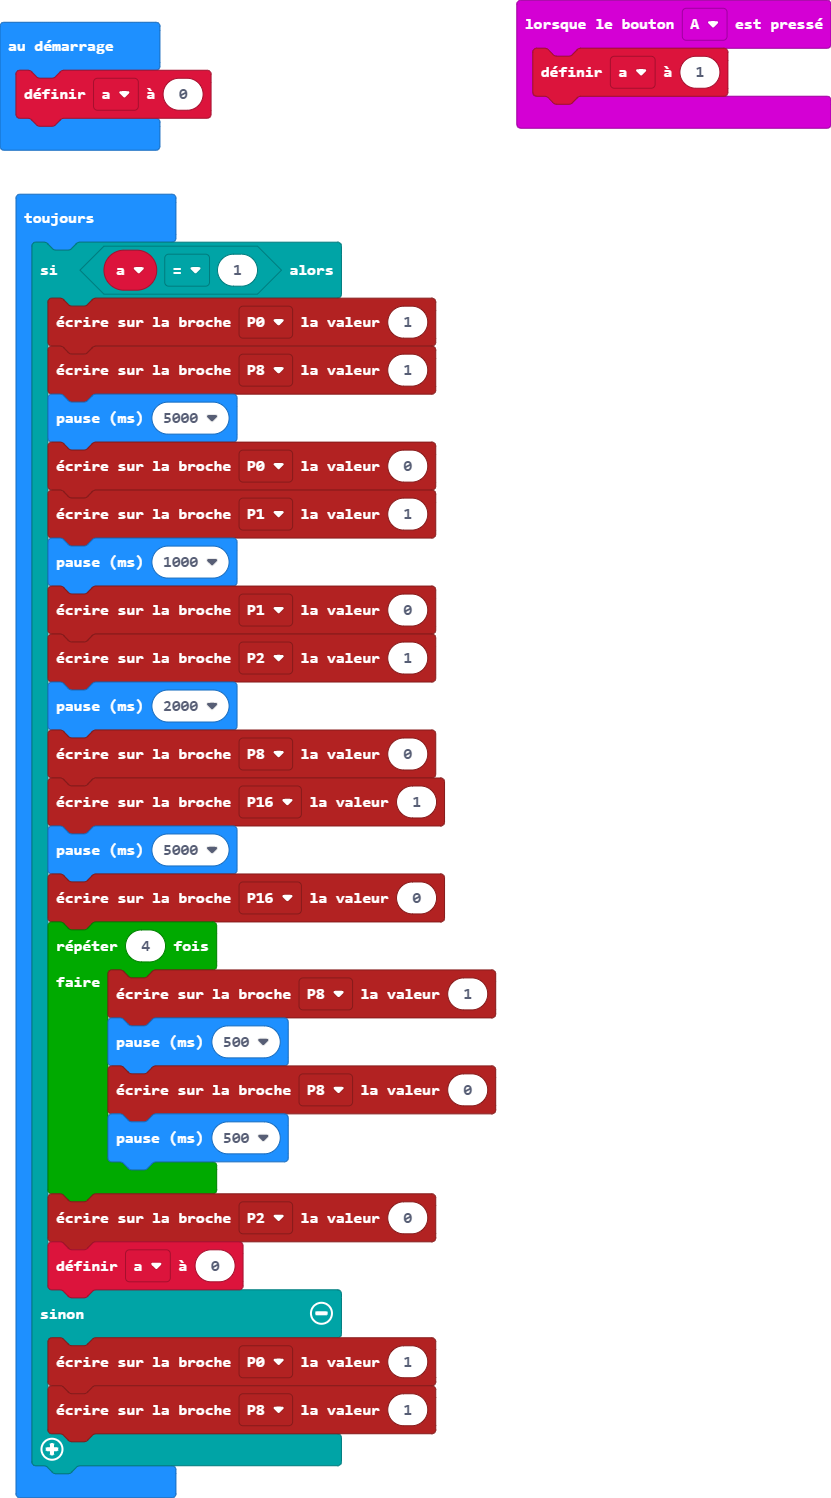 au démarrage
définir a à 0
lorsque le bouton A est pressé
définir a à 1
toujours
si a = 1 alors
écrire sur la broche P0 la valeur 1
écrire sur la broche P8 la valeur 1
pause (ms) 5000
écrire sur la broche P0 la valeur 0
écrire sur la broche P1 la valeur 1
pause (ms) 1000
écrire sur la broche P1 la valeur 0
écrire sur la broche P2 la valeur 1
pause (ms) 2000
écrire sur la broche P8 la valeur 0
écrire sur la broche P16 la valeur 1
pause (ms) 5000
écrire sur la broche P16 la valeur 0
répéter 4 fois
faire
écrire sur la broche P8 la valeur 1
pause (ms) 500
écrire sur la broche P8 la valeur 0
pause (ms) 500
écrire sur la broche P2 la valeur 0
définir a à 0
sinon
écrire sur la broche P0 la valeur 1
écrire sur la broche P8 la valeur 1